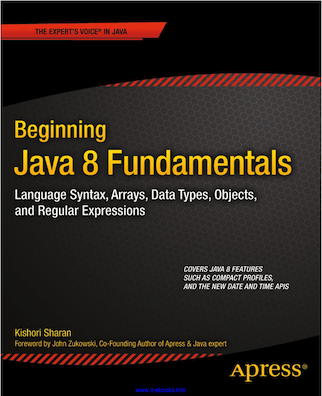 THE EXPERT'S VOICE® IN JAVA
Beginning
Java 8 Fundamentals
Language Syntax, Arrays, Data Types, Objects,
and Regular Expressions
COVERS JAVA 8 FEATURES
SUCH AS COMPACT PROFILES,
AND THE NEW DATE AND TIME APIS
Kishori Sharan
Foreword by John Zukowski, Co-Founding Author of Apress & Java expert
Apress®